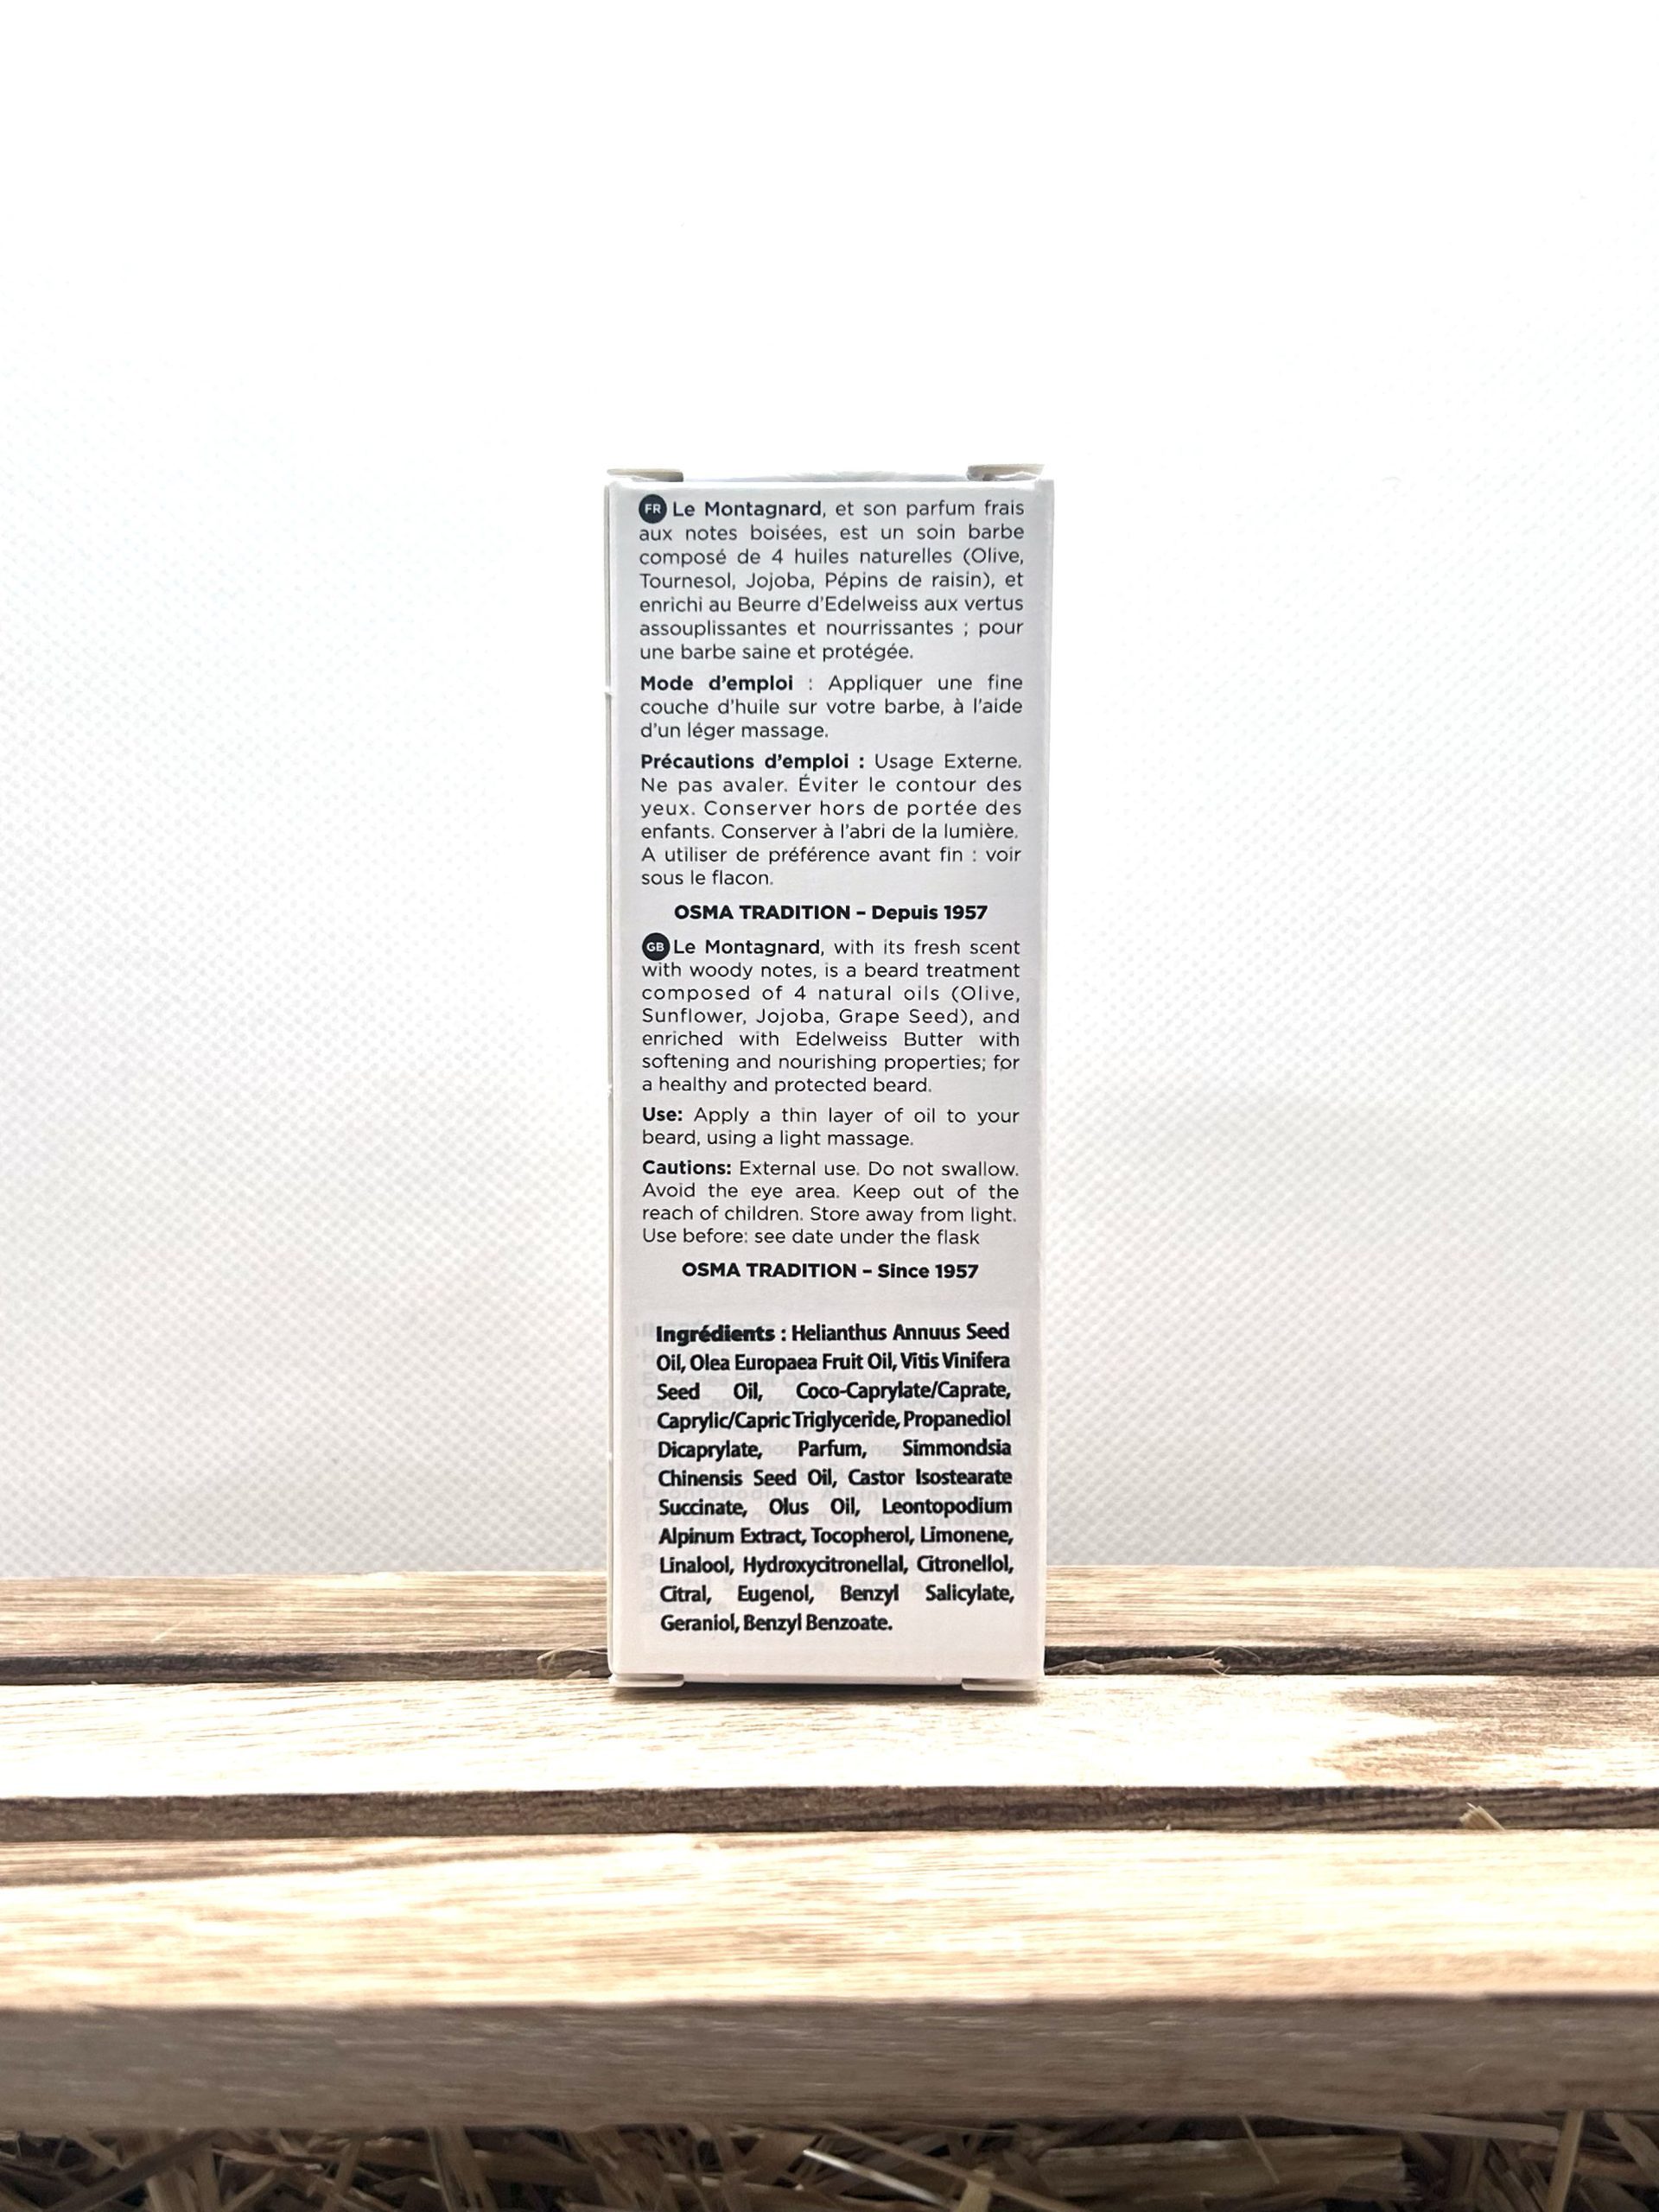 FR Le Montagnard, et son parfum frais
aux notes boisées, est un soin barbe
composé de 4 huiles naturelles (Olive,
Tournesol, Jojoba, Pépins de raisin), et
enrichi au Beurre d'Edelweiss aux vertus
assouplissantes et nourrissantes ; pour
une barbe saine et protégée.
Mode d'emploi : Appliquer une fine
couche d'huile sur votre barbe, à l'aide
d'un léger massage.
Précautions d'emploi : Usage Externe.
Ne pas avaler. Éviter le contour des
yeux. Conserver hors de portée des
enfants. Conserver à l'abri de la lumière.
A utiliser de préférence avant fin : voir
sous le flacon.
OSMA TRADITION – Depuis 1957
GB Le Montagnard, with its fresh scent
with woody notes, is a beard treatment
composed of 4 natural oils (Olive,
Sunflower, Jojoba, Grape Seed), and
enriched with Edelweiss Butter with
softening and nourishing properties; for
a healthy and protected beard.
Use: Apply a thin layer of oil to your
beard, using a light massage.
Cautions: External use. Do not swallow.
Avoid the eye area. Keep out of the
reach of children. Store away from light.
Use before: see date under the flask
OSMA TRADITION – Since 1957
Ingrédients : Helianthus Annuus Seed
Oil, Olea Europaea Fruit Oil, Vitis Vinifera
Seed Oil, Coco-Caprylate/Caprate,
Caprylic/Capric Triglyceride, Propanediol
Dicaprylate, Parfum, Simmondsia
Chinensis Seed Oil, Castor Isostearate
Succinate, Olus Oil, Leontopodium
Alpinum Extract, Tocopherol, Limonene,
Linalool, Hydroxycitronellal, Citronellol,
Citral, Eugenol, Benzyl Salicylate,
Geraniol, Benzyl Benzoate.